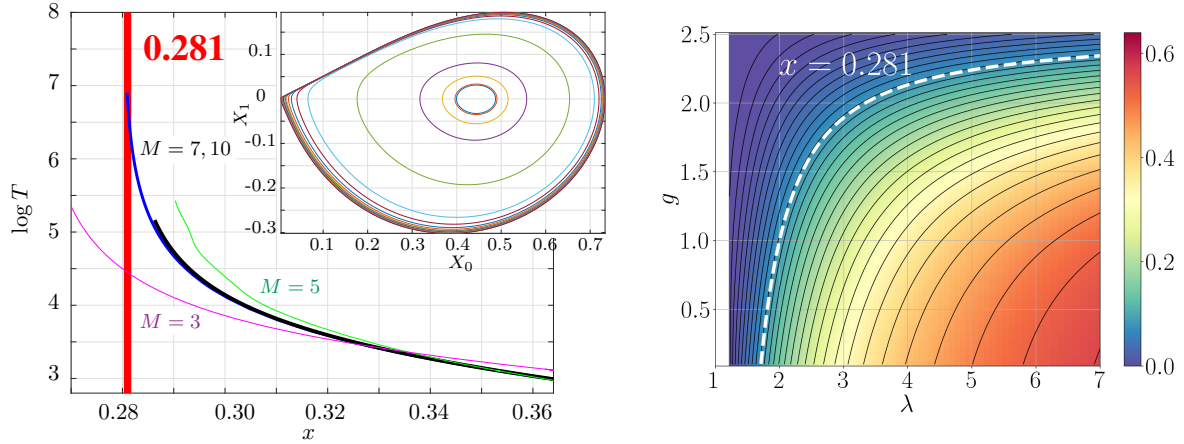 8
7
6
5
4
3
log T
0.28
0.30
0.32
0.34
0.36
x
0.281
M = 7, 10
M = 5
M = 3
0.1
0
-0.1
-0.2
-0.3
X₁
0.1 0.2 0.3 0.4 0.5 0.6 0.7
X₀
2.5
2.0
1.5
1.0
0.5
g
1 2 3 4 5 6 7
λ
x = 0.281
0.6
0.4
0.2
0.0